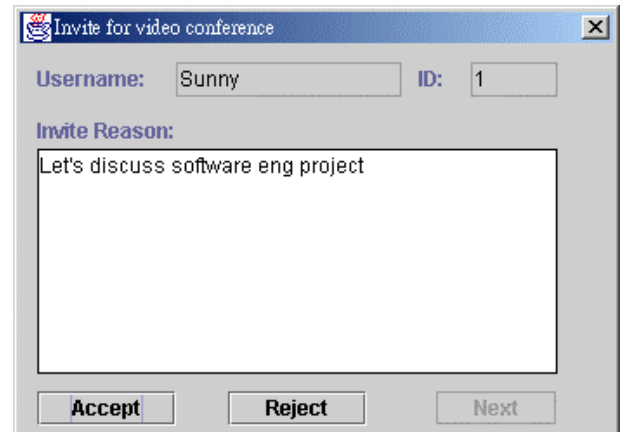 Invite for video conference
Username: Sunny ID: 1
Invite Reason:
Let's discuss software eng project
Accept Reject Next